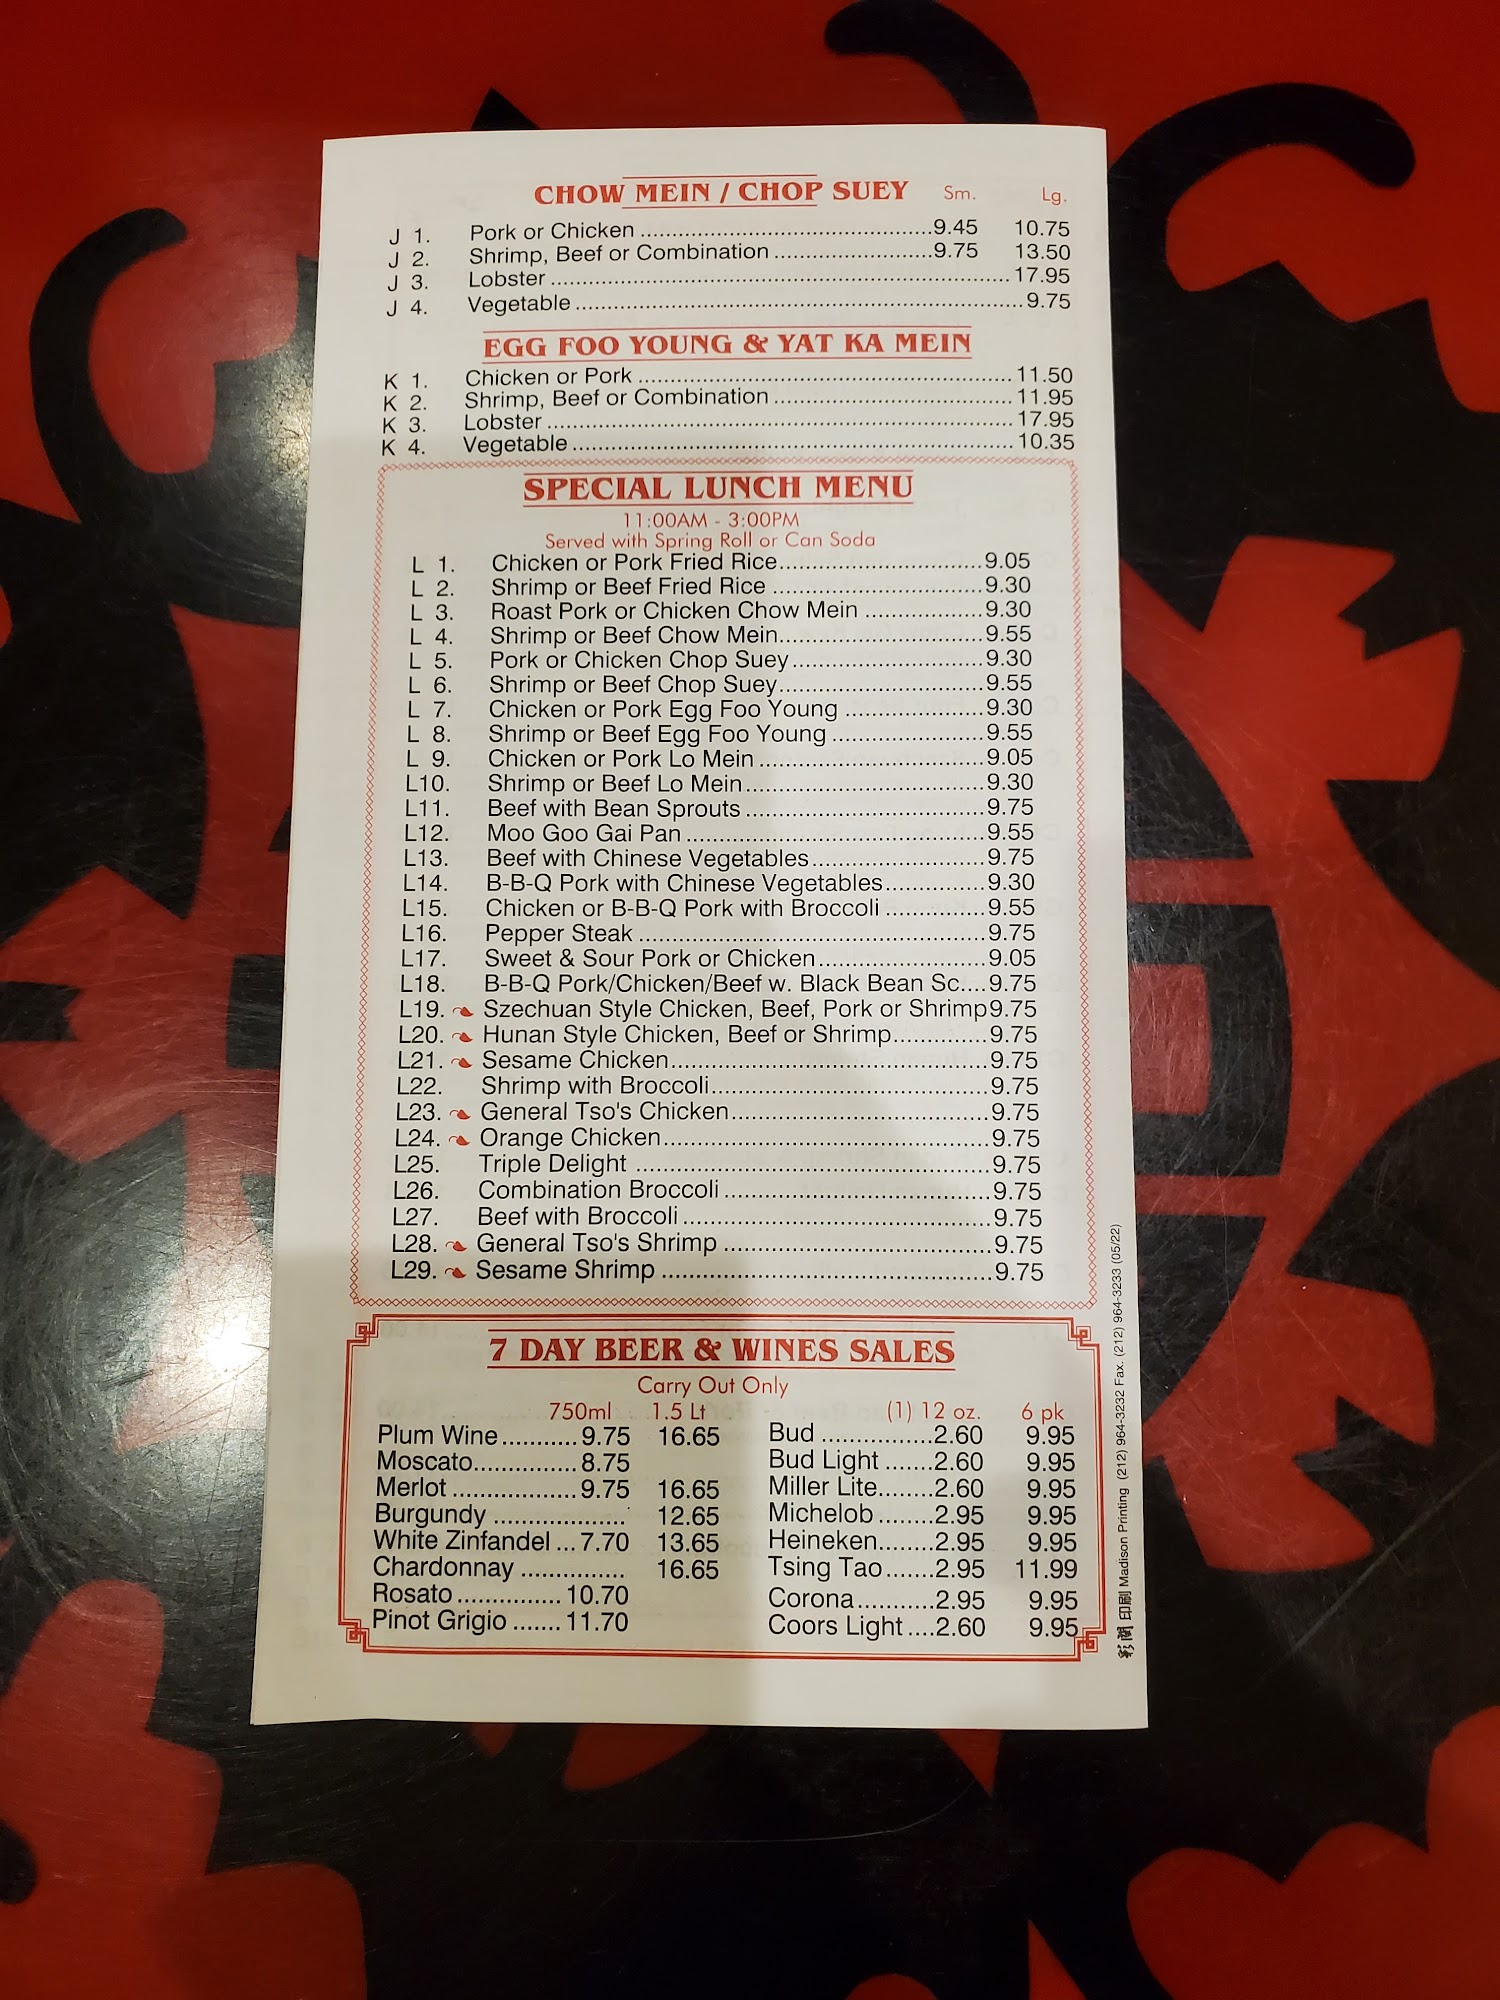 CHOW MEIN / CHOP SUEY Sm. Lg.
J 1. Pork or Chicken ..........9.45 10.75
J 2. Shrimp, Beef or Combination ..........9.75 13.50
J 3. Lobster .......... 17.95
J 4. Vegetable ..........9.75
EGG FOO YOUNG & YAT KA MEIN
K 1. Chicken or Pork .......... 11.50
K 2. Shrimp, Beef or Combination .......... 11.95
K 3. Lobster .......... 17.95
K 4. Vegetable .......... 10.35
SPECIAL LUNCH MENU
11:00AM - 3:00PM
Served with Spring Roll or Can Soda
L 1. Chicken or Pork Fried Rice..........9.05
L 2. Shrimp or Beef Fried Rice ..........9.30
L 3. Roast Pork or Chicken Chow Mein ..........9.30
L 4. Shrimp or Beef Chow Mein..........9.55
L 5. Pork or Chicken Chop Suey..........9.30
L 6. Shrimp or Beef Chop Suey..........9.55
L 7. Chicken or Pork Egg Foo Young ..........9.30
L 8. Shrimp or Beef Egg Foo Young ..........9.55
L 9. Chicken or Pork Lo Mein ..........9.05
L10. Shrimp or Beef Lo Mein..........9.30
L11. Beef with Bean Sprouts ..........9.75
L12. Moo Goo Gai Pan ..........9.55
L13. Beef with Chinese Vegetables..........9.75
L14. B-B-Q Pork with Chinese Vegetables..........9.30
L15. Chicken or B-B-Q Pork with Broccoli ..........9.55
L16. Pepper Steak ..........9.75
L17. Sweet & Sour Pork or Chicken..........9.05
L18. B-B-Q Pork/Chicken/Beef w. Black Bean Sc....9.75
L19. Szechuan Style Chicken, Beef, Pork or Shrimp9.75
L20. Hunan Style Chicken, Beef or Shrimp..........9.75
L21. Sesame Chicken..........9.75
L22. Shrimp with Broccoli..........9.75
L23. General Tso's Chicken..........9.75
L24. Orange Chicken..........9.75
L25. Triple Delight ..........9.75
L26. Combination Broccoli ..........9.75
L27. Beef with Broccoli ..........9.75
L28. General Tso's Shrimp ..........9.75
L29. Sesame Shrimp ..........9.75
7 DAY BEER & WINES SALES
Carry Out Only
750ml 1.5 Lt (1) 12 oz. 6 pk
Plum Wine........... 9.75 16.65 Bud ................2.60 9.95
Moscato............... 8.75 Bud Light .......2.60 9.95
Merlot .................. 9.75 16.65 Miller Lite........2.60 9.95
Burgundy ................... 12.65 Michelob ........2.95 9.95
White Zinfandel ... 7.70 13.65 Heineken........2.95 9.95
Chardonnay ............... 16.65 Tsing Tao.......2.95 11.99
Rosato ............... 10.70 Corona...........2.95 9.95
Pinot Grigio ....... 11.70 Coors Light ....2.60 9.95
印刷 Madison Printing (212) 964-3232 Fax. (212) 964-3233 (05/22)